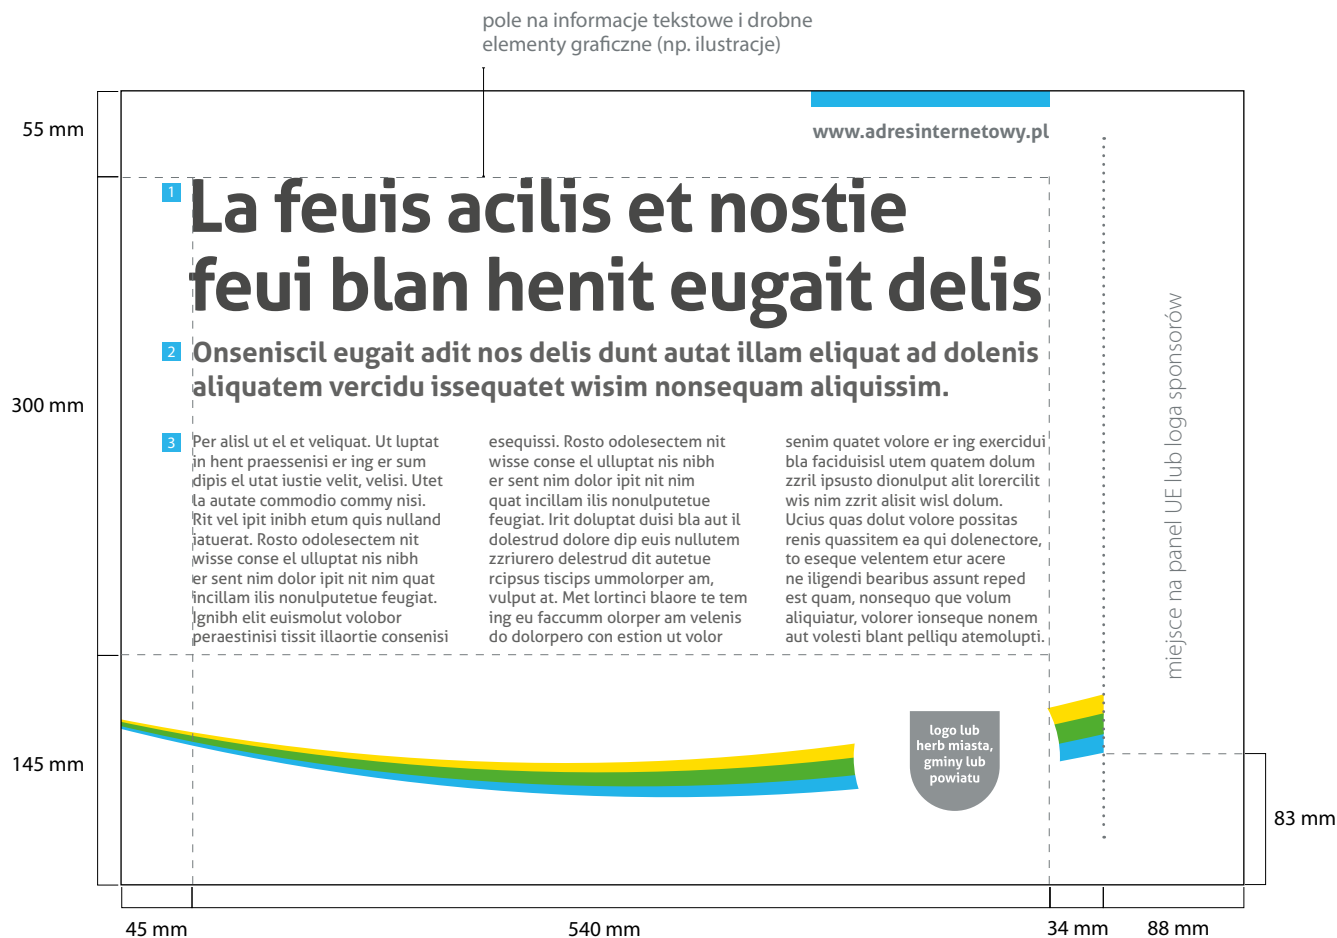 pole na informacje tekstowe i drobne
elementy graficzne (np. ilustracje)
55 mm
www.adresinternetowy.pl
1
La feuis acilis et nostie
feui blan henit eugait delis
2
Onseniscil eugait adit nos delis dunt autat illam eliquat ad dolenis
aliquatem vercidu issequatet wisim nonsequam aliquissim.
300 mm
3
Per alisl ut el et veliquat. Ut luptat
in hent praessenisi er ing er sum
dipis el utat iustie velit, velisi. Utet
la autate commodio commy nisi.
Rit vel ipit inibh etum quis nulland
iatuerat. Rosto odolesectem nit
wisse conse el ulluptat nis nibh
er sent nim dolor ipit nit nim quat
incillam ilis nonulputetue feugiat.
Ignibh elit euismolut volobor
peraestinisi tissit illaortie consenisi
esequissi. Rosto odolesectem nit
wisse conse el ulluptat nis nibh
er sent nim dolor ipit nit nim
quat incillam ilis nonulputetue
feugiat. Irit doluptat duisi bla aut il
dolestrud dolore dip euis nullutem
zzriurero delestrud dit autetue
rcipsus tiscips ummolorper am,
vulput at. Met lortinci blaore te tem
ing eu faccumm olorper am velenis
do dolorpero con estion ut volor
senim quatet volore er ing exercidui
bla faciduisisl utem quatem dolum
zzril ipsusto dionulput alit lorercilit
wis nim zzrit alisit wisl dolum.
Ucius quas dolut volore possitas
renis quassitem ea qui dolenectore,
to eseque velentem etur acere
ne iligendi bearibus assunt reped
est quam, nonsequo que volum
aliquiatur, volorer ionseque nonem
aut volesti blant pelliqu atemolupti.
miejsce na panel UE lub loga sponsorów
logo lub
herb miasta,
gminy lub
powiatu
145 mm
83 mm
45 mm
540 mm
34 mm
88 mm